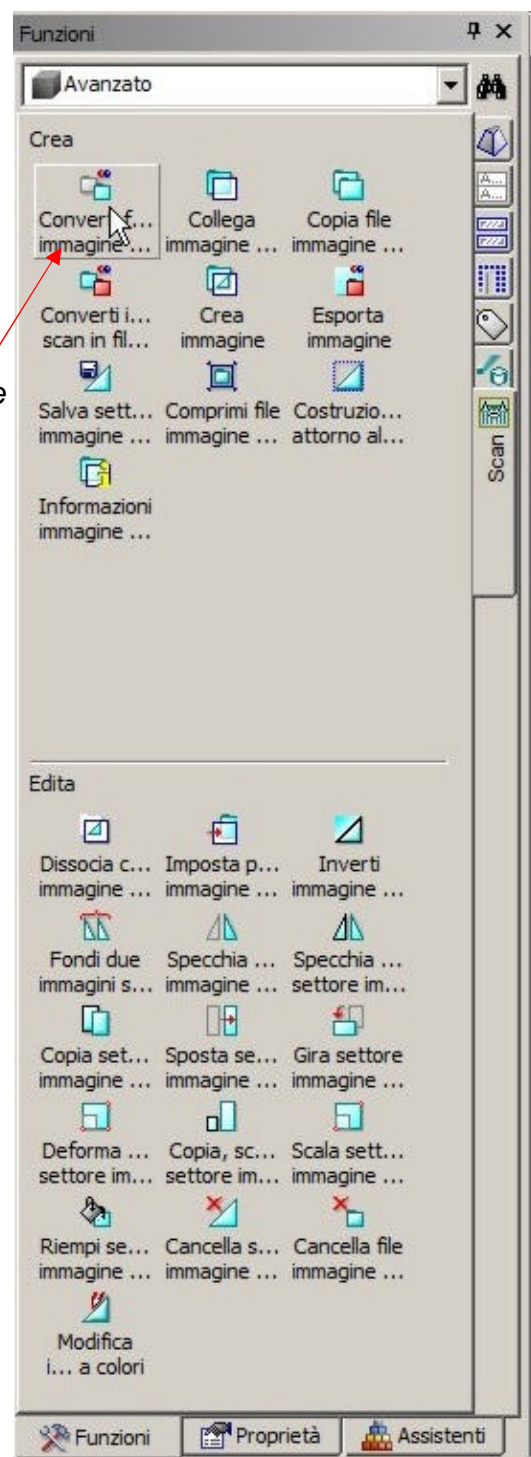 Funzioni
Avanzato
Crea
Converti f... Collega Copia file
immagine ... immagine ... immagine ...
Converti i... Crea Esporta
scan in fil... immagine immagine
Salva sett... Comprimi file Costruzio...
immagine ... immagine ... attorno al...
Informazioni
immagine ...
e
A...
A...
Scan
Edita
Dissocia c... Imposta p... Inverti
immagine ... immagine ... immagine ...
Fondi due Specchia ... Specchia ...
immagini s... immagine ... settore im...
Copia set... Sposta se... Gira settore
immagine ... immagine ... immagine ...
Deforma ... Copia, sc... Scala sett...
settore im... settore im... immagine ...
Riempi se... Cancella s... Cancella file
immagine ... immagine ... immagine ...
Modifica
i... a colori
Funzioni Proprietà Assistenti